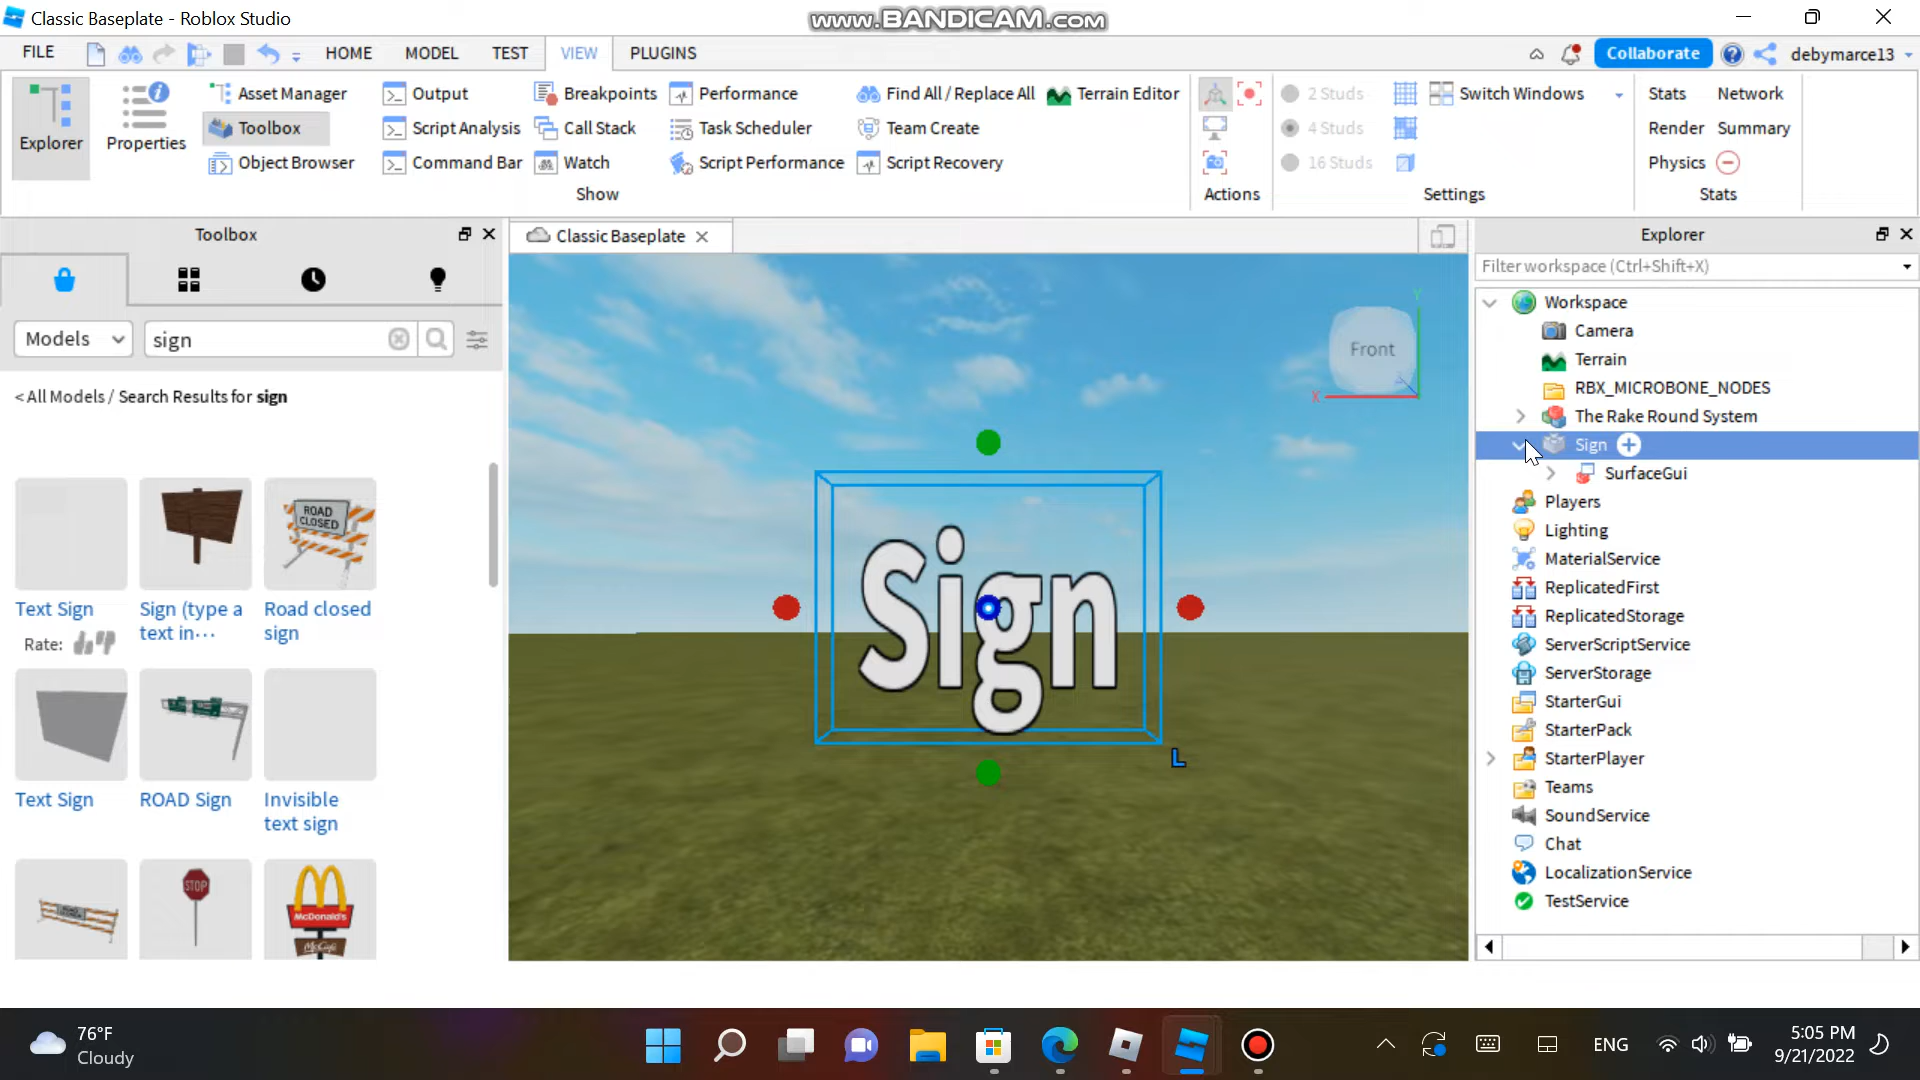 Classic Baseplate - Roblox Studio
www.BANDICAM.com
FILE HOME MODEL TEST VIEW PLUGINS
Collaborate
debymarce13
Explorer
Properties
Asset Manager
Toolbox
Object Browser
Output
Script Analysis
Command Bar
Breakpoints
Call Stack
Watch
Performance
Task Scheduler
Script Performance
Find All / Replace All
Team Create
Script Recovery
Terrain Editor
Show
Actions
2 Studs
4 Studs
16 Studs
Switch Windows
Settings
Stats Network
Render Summary
Physics
Stats
Toolbox
Models
sign
< All Models / Search Results for sign
ROAD
CLOSED
Text Sign
Rate:
Sign (type a
text in...
Road closed
sign
Text Sign
ROAD Sign
Invisible
text sign
STOP
McDonald's
McCafé
Classic Baseplate
Front
X
Y
Sign
L
Explorer
Filter workspace (Ctrl+Shift+X)
Workspace
Camera
Terrain
RBX_MICROBONE_NODES
The Rake Round System
Sign
SurfaceGui
Players
Lighting
MaterialService
ReplicatedFirst
ReplicatedStorage
ServerScriptService
ServerStorage
StarterGui
StarterPack
StarterPlayer
Teams
SoundService
Chat
LocalizationService
TestService
76°F
Cloudy
ENG
5:05 PM
9/21/2022